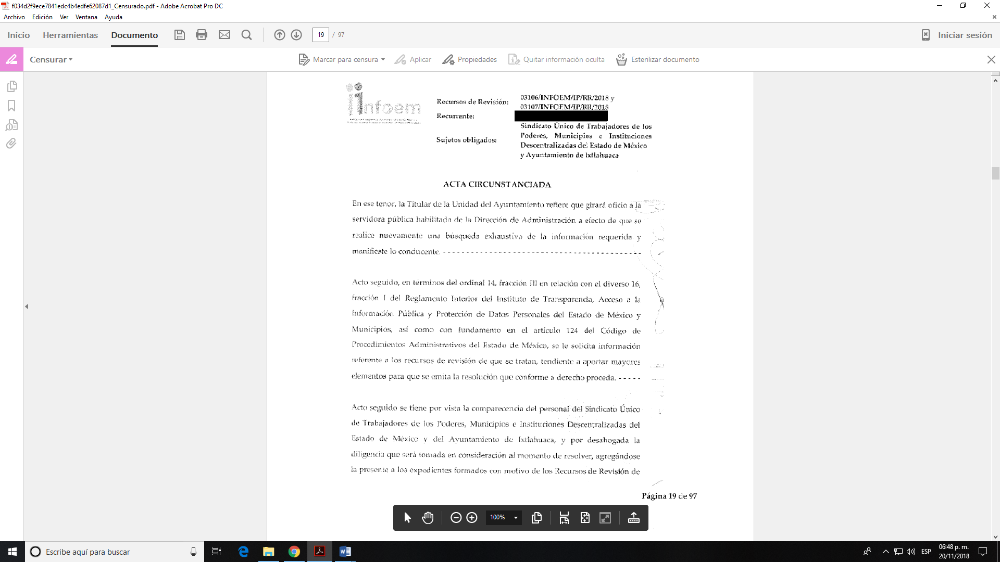 f034d2f9ece7841edc4b4edfe62087d1_Censurado.pdf - Adobe Acrobat Pro DC
Archivo Edición Ver Ventana Ayuda
Inicio Herramientas Documento 19 / 97 Iniciar sesión
Censurar Marcar para censura Aplicar Propiedades Quitar información oculta Esterilizar documento
infoem
Recursos de Revisión: 03106/INFOEM/IP/RR/2018 y
03107/INFOEM/IP/RR/2018
Recurrente:
Sujetos obligados: Sindicato Único de Trabajadores de los
Poderes, Municipios e Instituciones
Descentralizadas del Estado de México
y Ayuntamiento de Ixtlahuaca
ACTA CIRCUNSTANCIADA
En ese tenor, la Titular de la Unidad del Ayuntamiento refiere que girará oficio a la
servidora pública habilitada de la Dirección de Administración a efecto de que se
realice nuevamente una búsqueda exhaustiva de la información requerida y
manifieste lo conducente. - - - - - - - - - - - - - - - - - - - - - - - - - - - - - - - - - - - - - - - - -
Acto seguido, en términos del ordinal 14, fracción III en relación con el diverso 16,
fracción I del Reglamento Interior del Instituto de Transparencia, Acceso a la
Información Pública y Protección de Datos Personales del Estado de México y
Municipios, así como con fundamento en el artículo 124 del Código de
Procedimientos Administrativos del Estado de México, se le solicita información
referente a los recursos de revisión de que se tratan, tendiente a aportar mayores
elementos para que se emita la resolución que conforme a derecho proceda. - - - - -
Acto seguido se tiene por vista la comparecencia del personal del Sindicato Único
de Trabajadores de los Poderes, Municipios e Instituciones Descentralizadas del
Estado de México y del Ayuntamiento de Ixtlahuaca, y por desahogada la
diligencia que será tomada en consideración al momento de resolver, agregándose
la presente a los expedientes formados con motivo de los Recursos de Revisión de
Página 19 de 97
100%
Escribe aquí para buscar
ESP
06:48 p. m.
20/11/2018